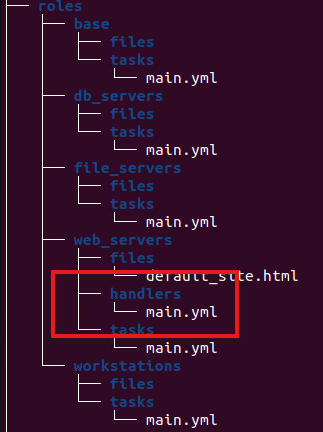 roles
base
files
tasks
main.yml
db_servers
files
tasks
main.yml
file_servers
files
tasks
main.yml
web_servers
files
default_site.html
handlers
main.yml
tasks
main.yml
workstations
files
tasks
main.yml